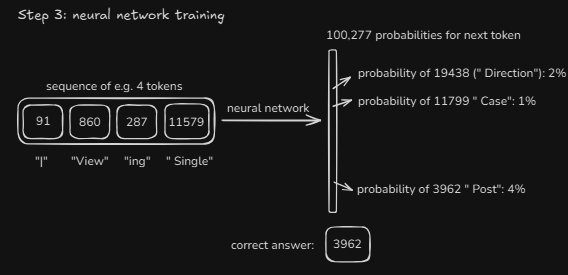 Step 3: neural network training
100,277 probabilities for next token
probability of 19438 (" Direction"): 2%
sequence of e.g. 4 tokens
probability of 11799 " Case": 1%
neural network
91 860 287 11579
"|" "View" "ing" " Single"
probability of 3962 " Post": 4%
correct answer: 3962